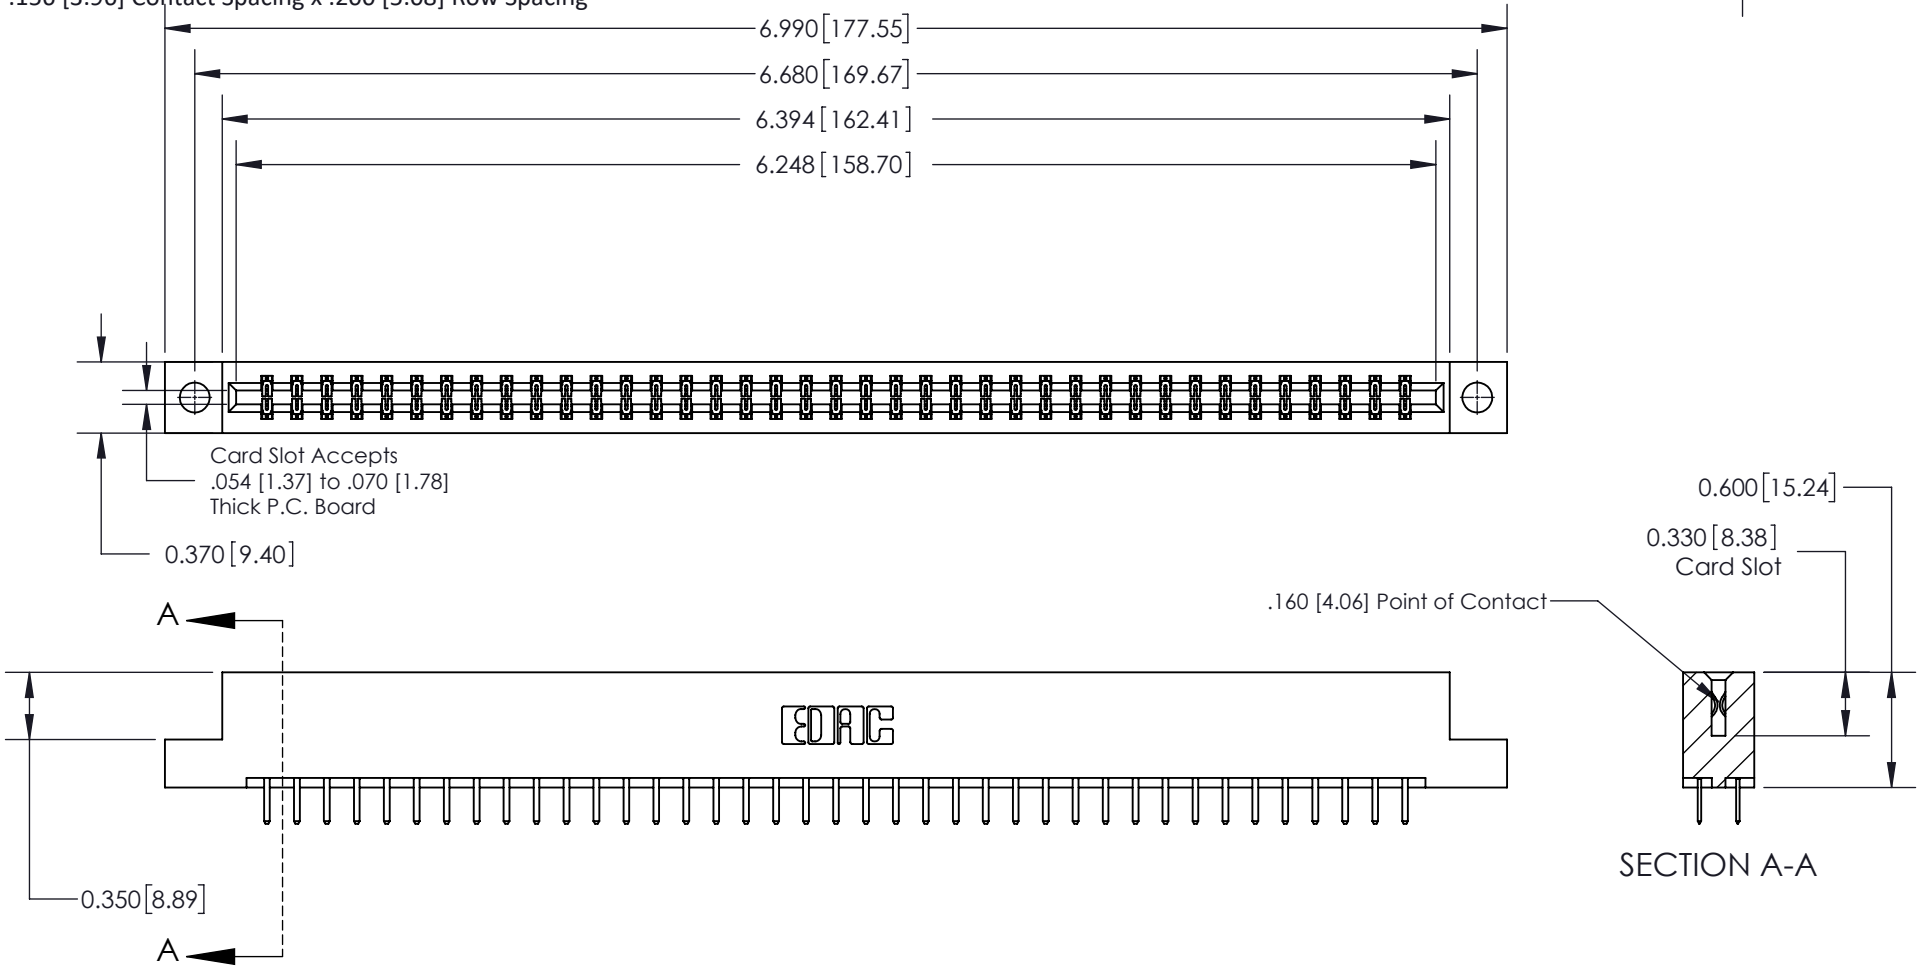 Contact Spacing x .200 [5.08] Row Spacing
6.990 [177.55]
6.680 [169.67]
6.394 [162.41]
6.248 [158.70]
Card Slot Accepts
.054 [1.37] to .070 [1.78]
Thick P.C. Board
0.370 [9.40]
0.600 [15.24]
0.330 [8.38]
Card Slot
.160 [4.06] Point of Contact
A
EDAC
SECTION A-A
0.350 [8.89]
A